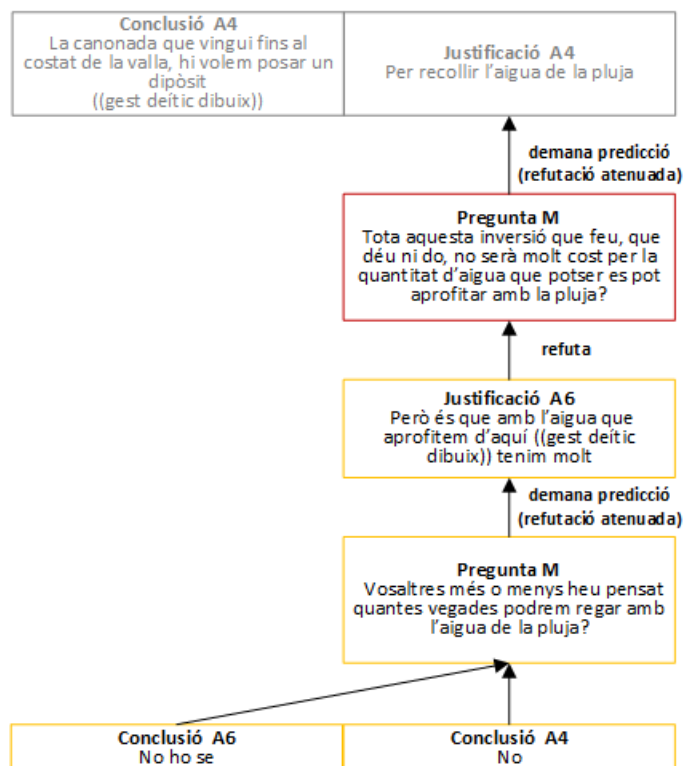 Conclusió A4
La canonada que vingui fins al
costat de la valla, hi volem posar un
dipòsit
((gest deític dibuix))
Justificació A4
Per recollir l'aigua de la pluja
demana predicció
(refutació atenuada)
Pregunta M
Tota aquesta inversió que feu, que
déu ni do, no serà molt cost per la
quantitat d'aigua que potser es pot
aprofitar amb la pluja?
refuta
Justificació A6
Però és que amb l'aigua que
aprofitem d'aquí ((gest deític
dibuix)) tenim molt
demana predicció
(refutació atenuada)
Pregunta M
Vosaltres més o menys heu pensat
quantes vegades podrem regar amb
l'aigua de la pluja?
Conclusió A6
No ho se
Conclusió A4
No